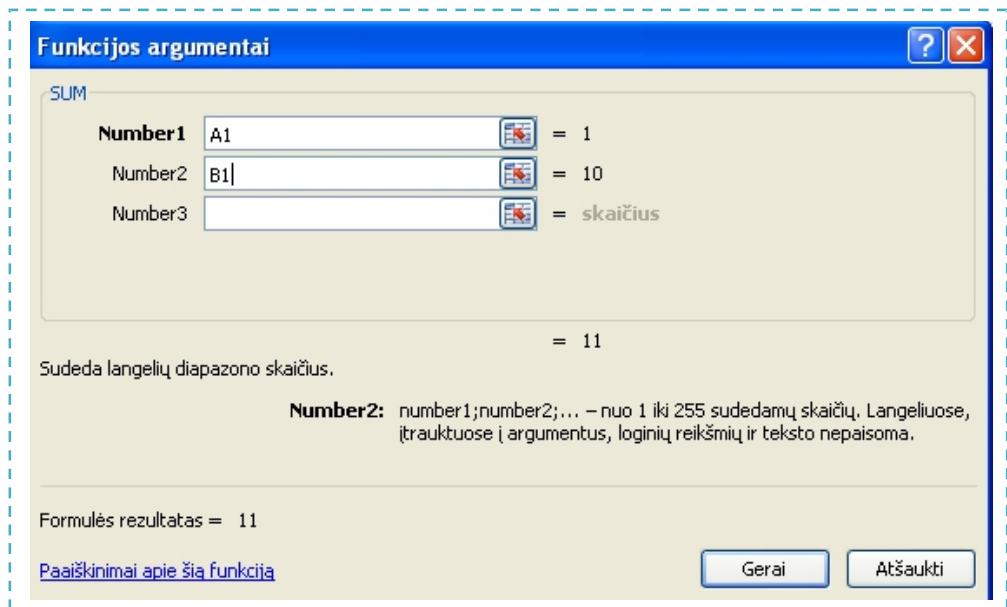 Funkcijos argumentai
SUM
Number1 A1 = 1
Number2 B1 = 10
Number3 = skaičius
= 11
Sudeda langelių diapazono skaičius.
Number2: number1;number2;... – nuo 1 iki 255 sudedamų skaičių. Langeliuose,
įtrauktuose į argumentus, loginių reikšmių ir teksto nepaisoma.
Formulės rezultatas = 11
Paaiškinimai apie šią funkciją
Gerai Atšaukti